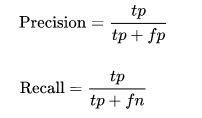 Precision = tp / (tp + fp)
Recall = tp / (tp + fn)